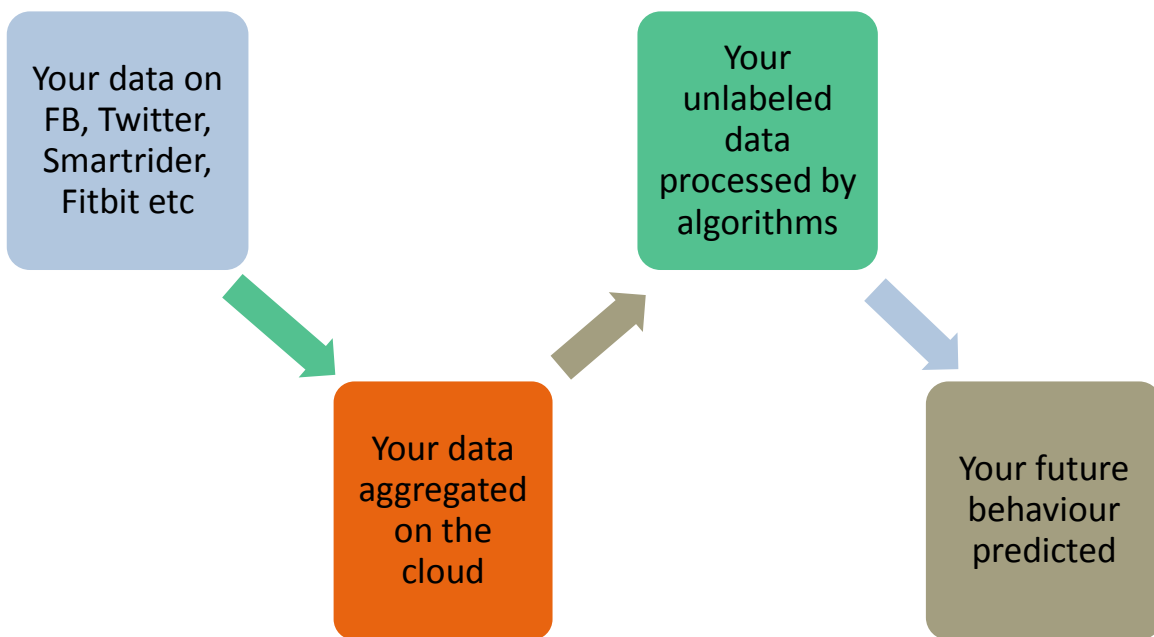 Your data on
FB, Twitter,
Smartrider,
Fitbit etc
Your data
aggregated
on the
cloud
Your
unlabeled
data
processed by
algorithms
Your future
behaviour
predicted